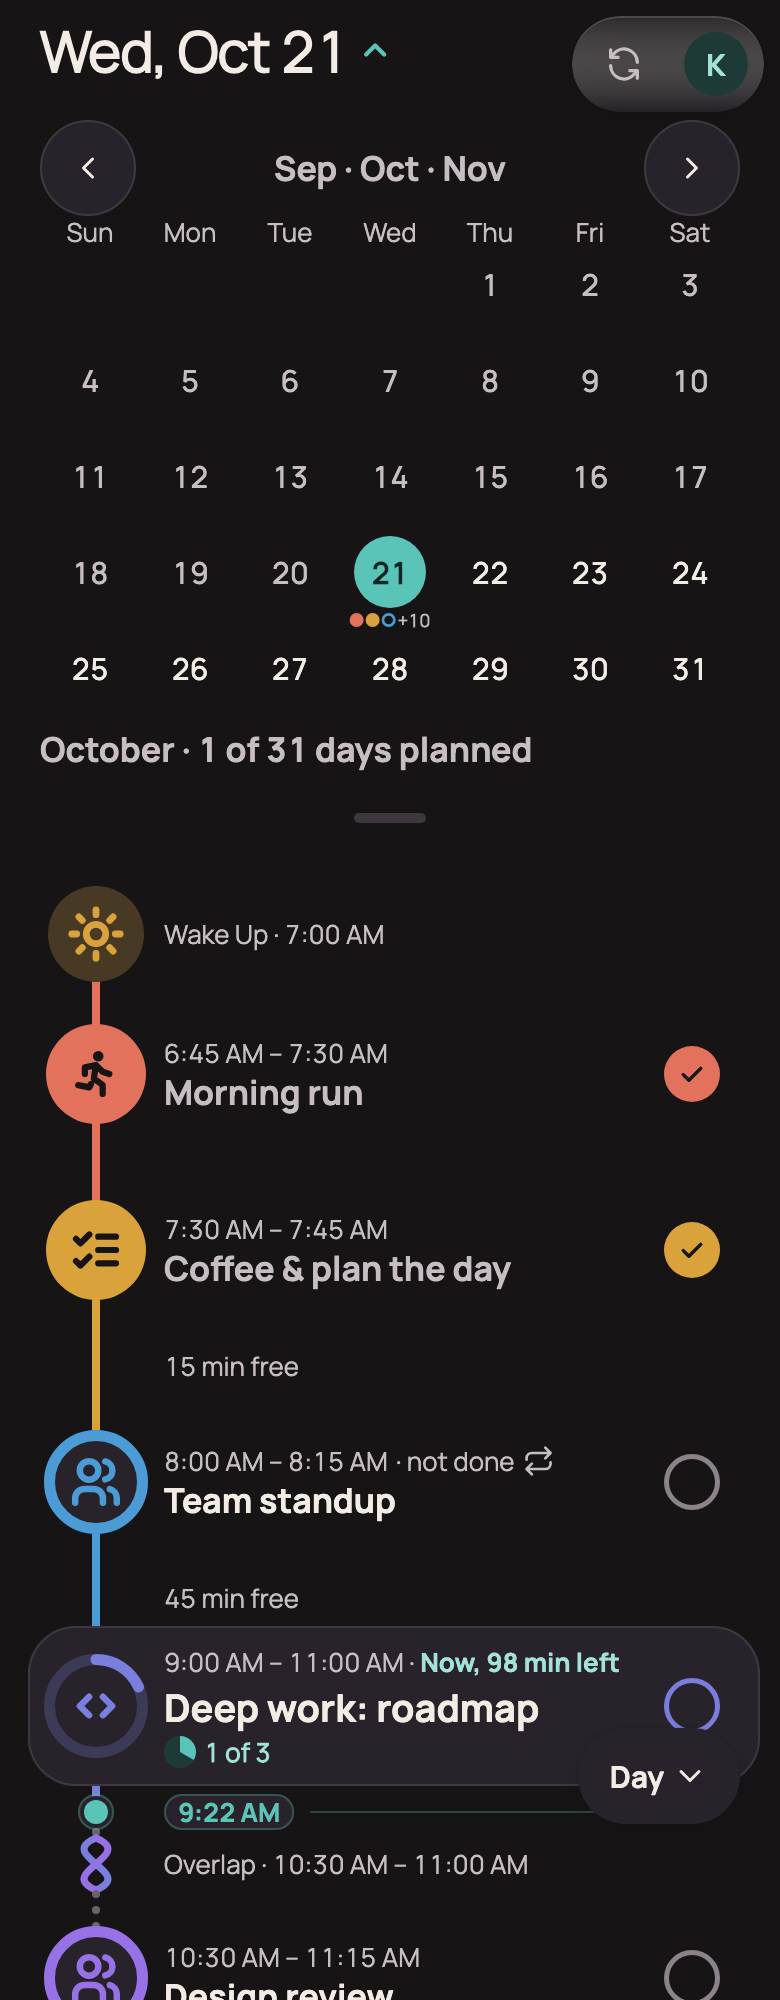 Wed, Oct 21
K
Sep · Oct · Nov
Sun Mon Tue Wed Thu Fri Sat
1 2 3
4 5 6 7 8 9 10
11 12 13 14 15 16 17
18 19 20 21 22 23 24
+10
25 26 27 28 29 30 31
October · 1 of 31 days planned
Wake Up · 7:00 AM
6:45 AM – 7:30 AM
Morning run
7:30 AM – 7:45 AM
Coffee & plan the day
15 min free
8:00 AM – 8:15 AM · not done
Team standup
45 min free
9:00 AM – 11:00 AM · Now, 98 min left
Deep work: roadmap
1 of 3
Day
9:22 AM
Overlap · 10:30 AM – 11:00 AM
10:30 AM – 11:15 AM
Design review